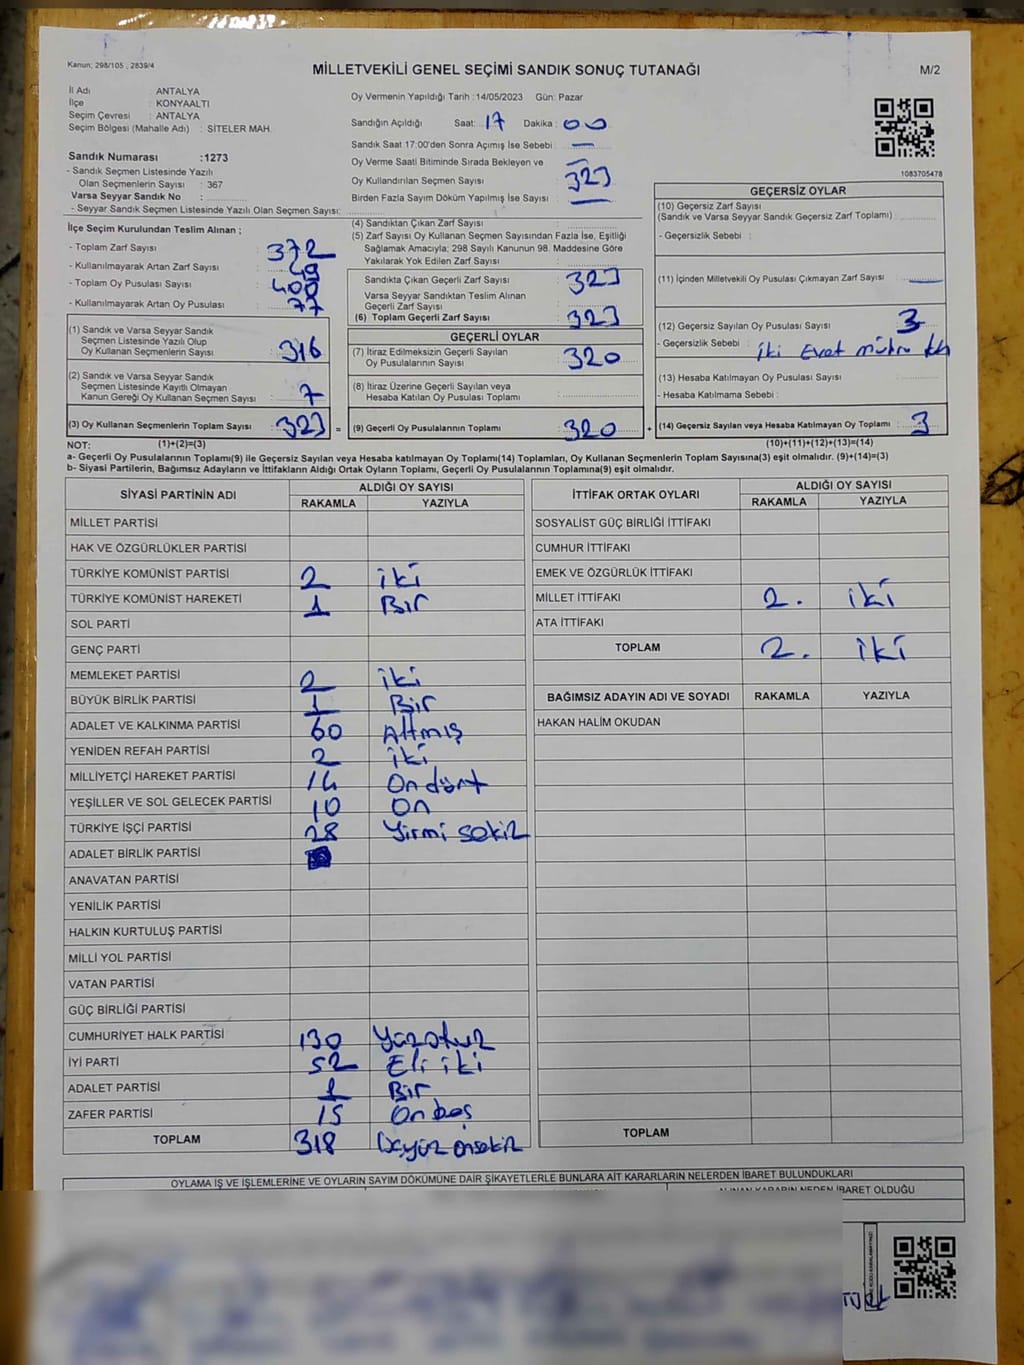 Kanun; 298/105 ; 2839/4
MİLLETVEKİLİ GENEL SEÇİMİ SANDIK SONUÇ TUTANAĞI
M/2
İl Adı : ANTALYA
İlçe : KONYAALTI
Seçim Çevresi : ANTALYA
Seçim Bölgesi (Mahalle Adı) : SİTELER MAH.
Sandık Numarası :1273
- Sandık Seçmen Listesinde Yazılı
Olan Seçmenlerin Sayısı : 367
Varsa Seyyar Sandık No :
- Seyyar Sandık Seçmen Listesinde Yazılı Olan Seçmen Sayısı:
Oy Vermenin Yapıldığı Tarih :14/05/2023 Gün: Pazar
Sandığın Açıldığı Saat: 17 Dakika : 00
Sandık Saat 17:00'den Sonra Açımış İse Sebebi : —
Oy Verme Saati Bitiminde Sırada Bekleyen ve : —
Oy Kullandırılan Seçmen Sayısı 323
Birden Fazla Sayım Döküm Yapılmış İse Sayısı : —
1083705478
İlçe Seçim Kurulundan Teslim Alınan ;
- Toplam Zarf Sayısı : 372
- Kullanılmayarak Artan Zarf Sayısı : 49
- Toplam Oy Pusulası Sayısı : 400
- Kullanılmayarak Artan Oy Pusulası : 77
(1) Sandık ve Varsa Seyyar Sandık
Seçmen Listesinde Yazılı Olup
Oy Kullanan Seçmenlerin Sayısı : 316
(2) Sandık ve Varsa Seyyar Sandık
Seçmen Listesinde Kayıtlı Olmayan
Kanun Gereği Oy Kullanan Seçmen Sayısı : 7
(3) Oy Kullanan Seçmenlerin Toplam Sayısı : 323 =
(4) Sandıktan Çıkan Zarf Sayısı :
(5) Zarf Sayısı Oy Kullanan Seçmen Sayısından Fazla İse, Eşitliği
Sağlamak Amacıyla; 298 Sayılı Kanunun 98. Maddesine Göre
Yakılarak Yok Edilen Zarf Sayısı :
Sandıkta Çıkan Geçerli Zarf Sayısı : 323
Varsa Seyyar Sandıktan Teslim Alınan
Geçerli Zarf Sayısı :
(6) Toplam Geçerli Zarf Sayısı : 323
GEÇERLİ OYLAR
(7) İtiraz Edilmeksizin Geçerli Sayılan
Oy Pusulalarının Sayısı : 320
(8) İtiraz Üzerine Geçerli Sayılan veya
Hesaba Katılan Oy Pusulası Toplamı :
(9) Geçerli Oy Pusulalarının Toplamı : 320 +
GEÇERSİZ OYLAR
(10) Geçersiz Zarf Sayısı
(Sandık ve Varsa Seyyar Sandık Geçersiz Zarf Toplamı) :
- Geçersizlik Sebebi :
(11) İçinden Milletvekili Oy Pusulası Çıkmayan Zarf Sayısı : —
(12) Geçersiz Sayılan Oy Pusulası Sayısı : 3
- Geçersizlik Sebebi : iki Evet
(13) Hesaba Katılmayan Oy Pusulası Sayısı :
- Hesaba Katılmama Sebebi :
(14) Geçersiz Sayılan veya Hesaba Katılmayan Oy Toplamı : 3
NOT: (1)+(2)=(3) (10)+(11)+(12)+(13)=(14)
a- Geçerli Oy Pusulalarının Toplamı(9) ile Geçersiz Sayılan veya Hesaba katılmayan Oy Toplamı(14) Toplamları, Oy Kullanan Seçmenlerin Toplam Sayısına(3) eşit olmalıdır. (9)+(14)=(3)
b- Siyasi Partilerin, Bağımsız Adayların ve İttifakların Aldığı Ortak Oyların Toplamı, Geçerli Oy Pusulalarının Toplamına(9) eşit olmalıdır.
SİYASİ PARTİNİN ADI ALDIĞI OY SAYISI
RAKAMLA YAZIYLA
MİLLET PARTİSİ
HAK VE ÖZGÜRLÜKLER PARTİSİ
TÜRKİYE KOMÜNİST PARTİSİ 2 iki
TÜRKİYE KOMÜNİST HAREKETİ 1 Bir
SOL PARTİ
GENÇ PARTİ
MEMLEKET PARTİSİ 2 iki
BÜYÜK BİRLİK PARTİSİ 1 Bir
ADALET VE KALKINMA PARTİSİ 60 Altmış
YENİDEN REFAH PARTİSİ 2 iki
MİLLİYETÇİ HAREKET PARTİSİ 14 On dört
YEŞİLLER VE SOL GELECEK PARTİSİ 10 On
TÜRKİYE İŞÇİ PARTİSİ 28 Yirmi sekiz
ADALET BİRLİK PARTİSİ
ANAVATAN PARTİSİ
YENİLİK PARTİSİ
HALKIN KURTULUŞ PARTİSİ
MİLLİ YOL PARTİSİ
VATAN PARTİSİ
GÜÇ BİRLİĞİ PARTİSİ
CUMHURİYET HALK PARTİSİ 130 Yüzotuz
İYİ PARTİ 52 Eli iki
ADALET PARTİSİ 1 Bir
ZAFER PARTİSİ 15 On beş
TOPLAM 318 Üçyüz onsekiz
İTTİFAK ORTAK OYLARI ALDIĞI OY SAYISI
RAKAMLA YAZIYLA
SOSYALİST GÜÇ BİRLİĞİ İTTİFAKI
CUMHUR İTTİFAKI
EMEK VE ÖZGÜRLÜK İTTİFAKI
MİLLET İTTİFAKI 2. iki
ATA İTTİFAKI
TOPLAM 2. iki
BAĞIMSIZ ADAYIN ADI VE SOYADI RAKAMLA YAZIYLA
HAKAN HALİM OKUDAN
TOPLAM
OYLAMA İŞ VE İŞLEMLERİNE VE OYLARIN SAYIM DÖKÜMÜNE DAİR ŞİKAYETLERLE BUNLARA AİT KARARLARIN NELERDEN İBARET BULUNDUKLARI
ALINAN KARARIN NEDEN İBARET OLDUĞU